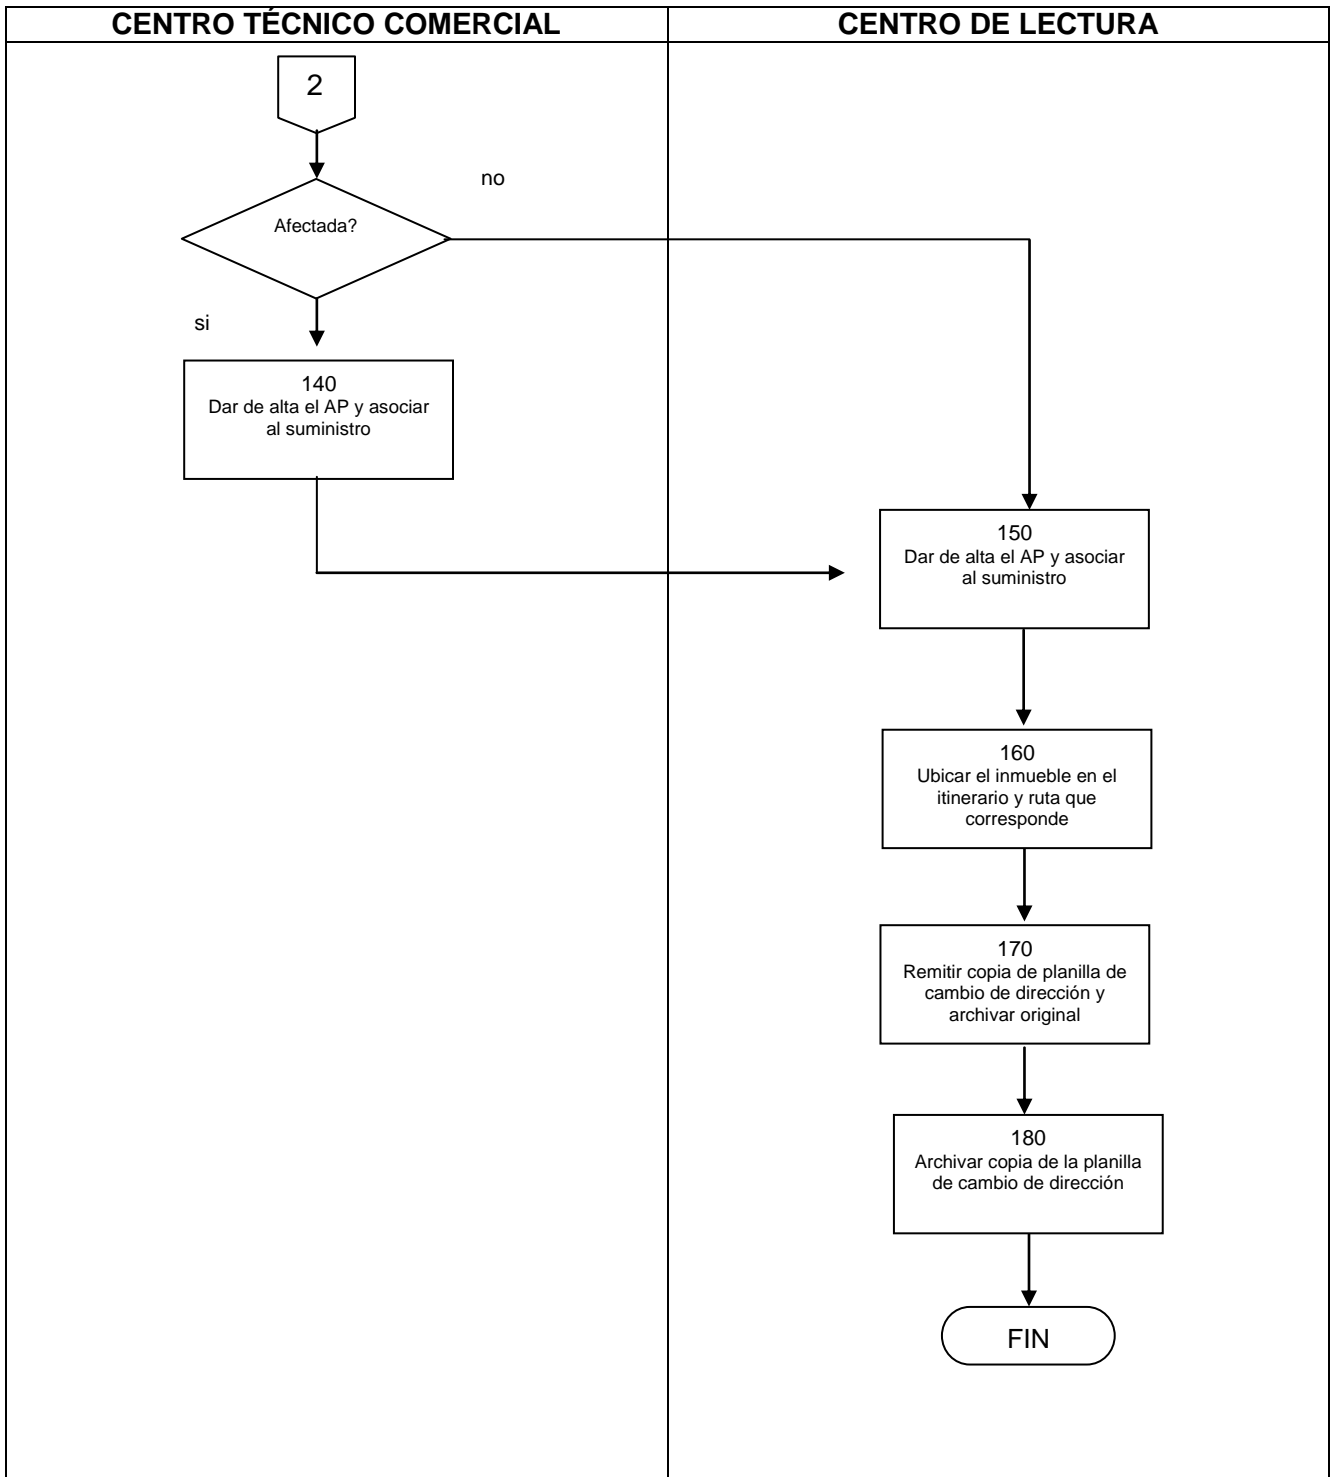 CENTRO TÉCNICO COMERCIAL
CENTRO DE LECTURA
2
no
Afectada?
si
140
Dar de alta el AP y asociar
al suministro
150
Dar de alta el AP y asociar
al suministro
160
Ubicar el inmueble en el
itinerario y ruta que
corresponde
170
Remitir copia de planilla de
cambio de dirección y
archivar original
180
Archivar copia de la planilla
de cambio de dirección
FIN